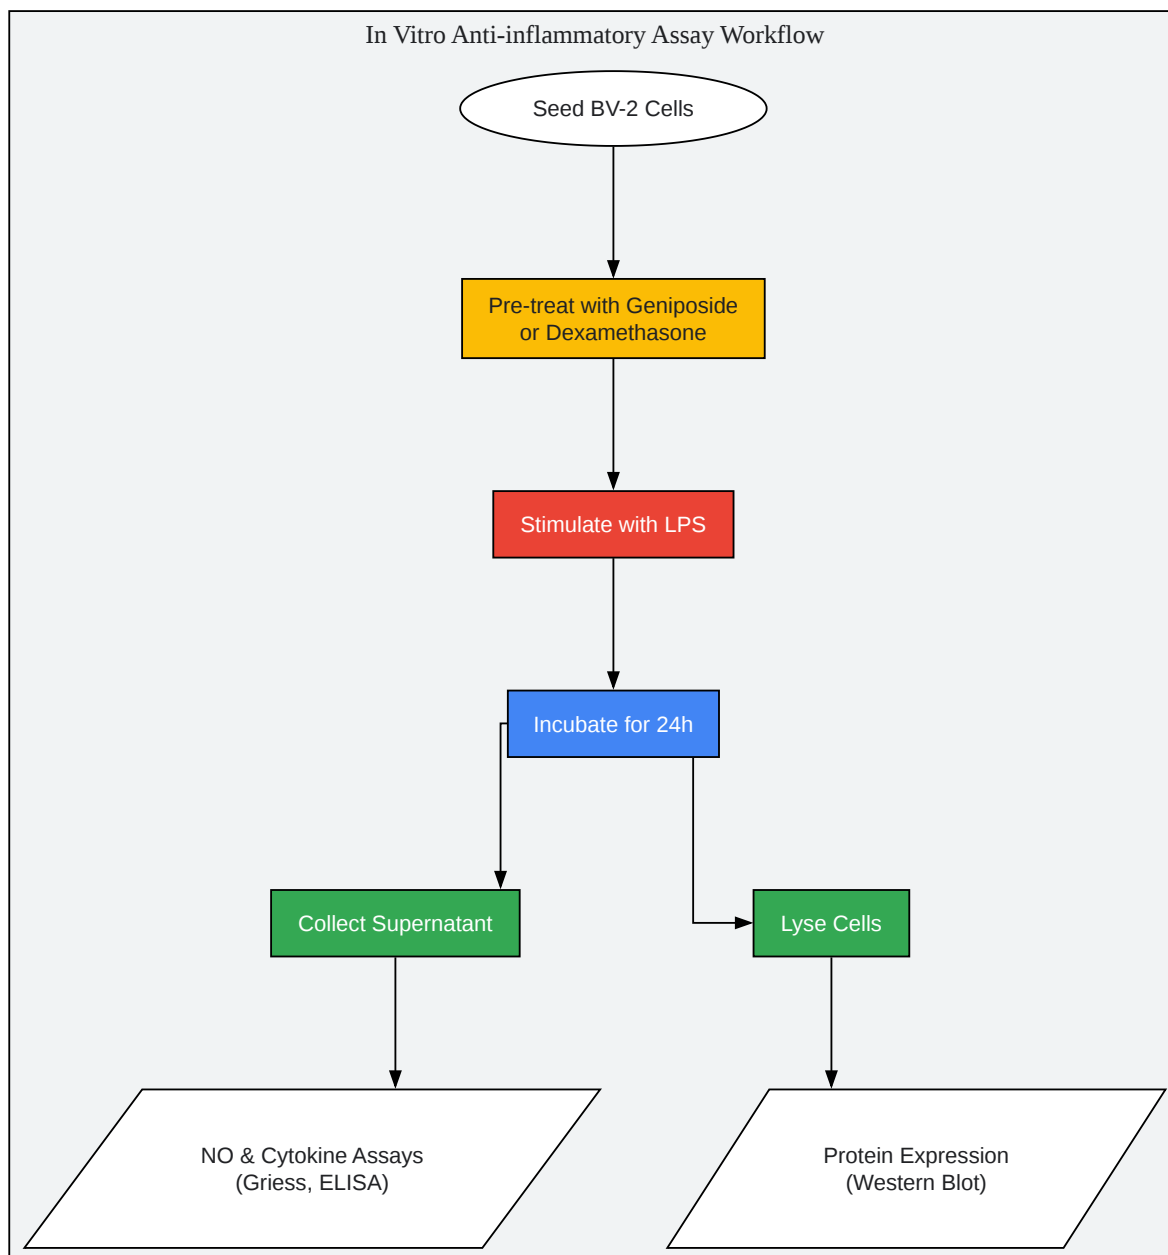 In Vitro Anti-inflammatory Assay Workflow
Seed BV-2 Cells
Pre-treat with Geniposide
or Dexamethasone
Stimulate with LPS
Incubate for 24h
Collect Supernatant
Lyse Cells
NO & Cytokine Assays
(Griess, ELISA)
Protein Expression
(Western Blot)